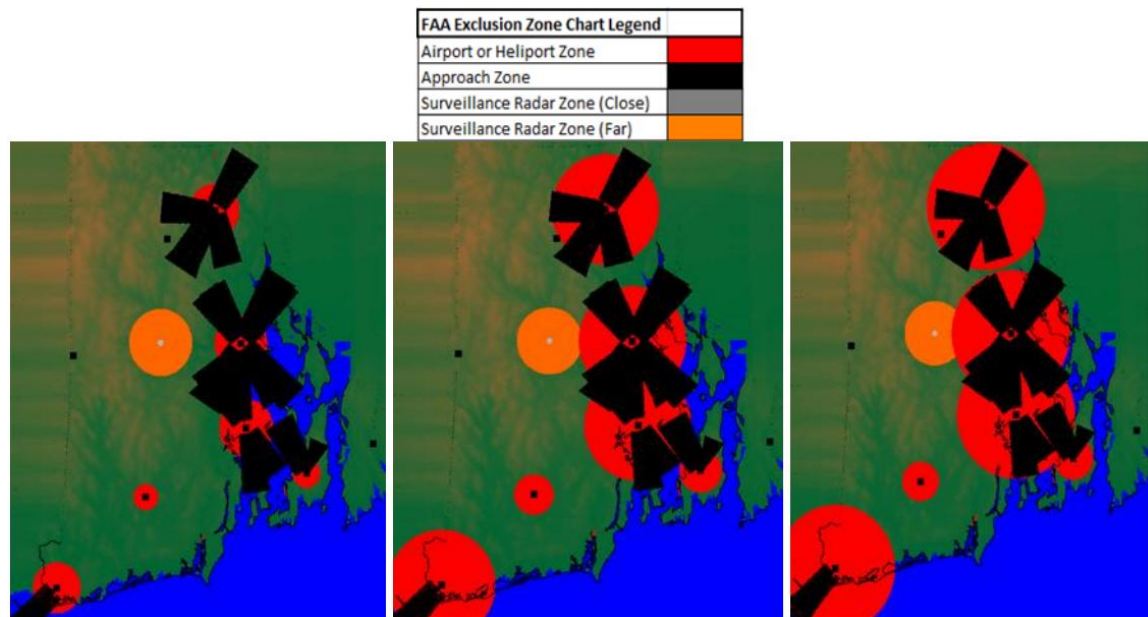 FAA Exclusion Zone Chart Legend
Airport or Heliport Zone
Approach Zone
Surveillance Radar Zone (Close)
Surveillance Radar Zone (Far)